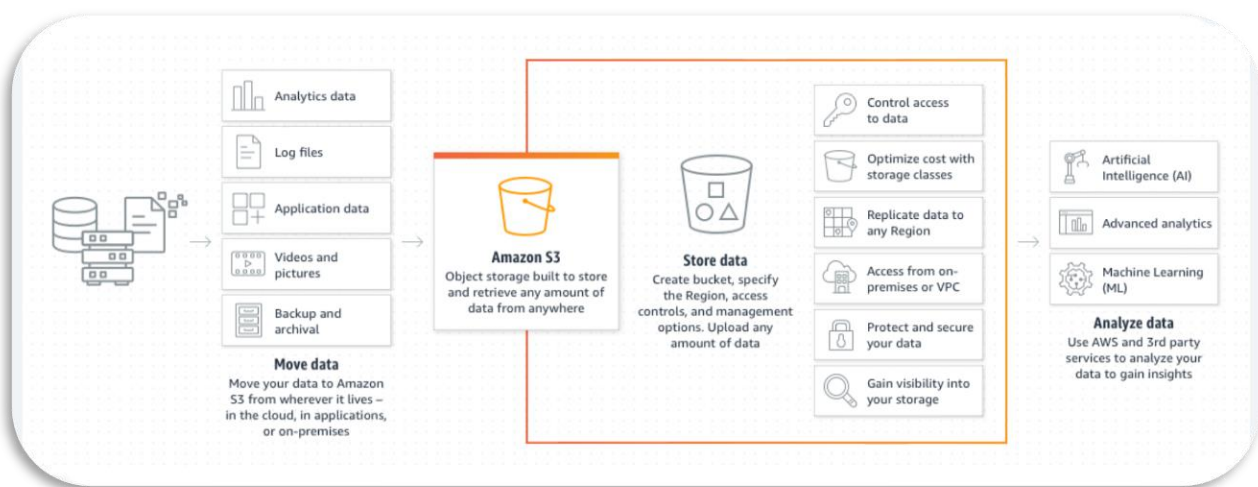 Analytics data
Log files
Application data
Videos and
pictures
Backup and
archival
Move data
Move your data to Amazon
S3 from wherever it lives –
in the cloud, in applications,
or on-premises
Amazon S3
Object storage built to store
and retrieve any amount of
data from anywhere
Store data
Create bucket, specify
the Region, access
controls, and management
options. Upload any
amount of data
Control access
to data
Optimize cost with
storage classes
Replicate data to
any Region
Access from on-
premises or VPC
Protect and secure
your data
Gain visibility into
your storage
Artificial
Intelligence (AI)
Advanced analytics
Machine Learning
(ML)
Analyze data
Use AWS and 3rd party
services to analyze your
data to gain insights